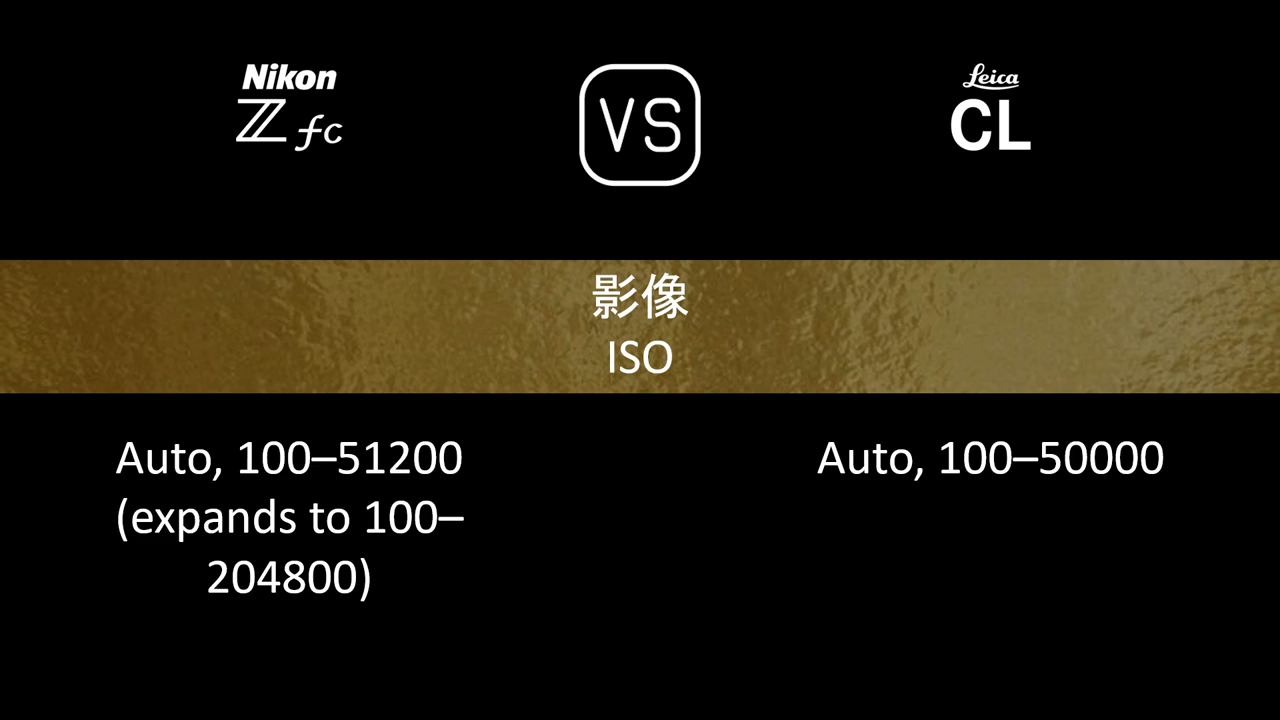 Nikon
Z fc
VS
Leica
CL
影像
ISO
Auto, 100–51200
(expands to 100–
204800)
Auto, 100–50000